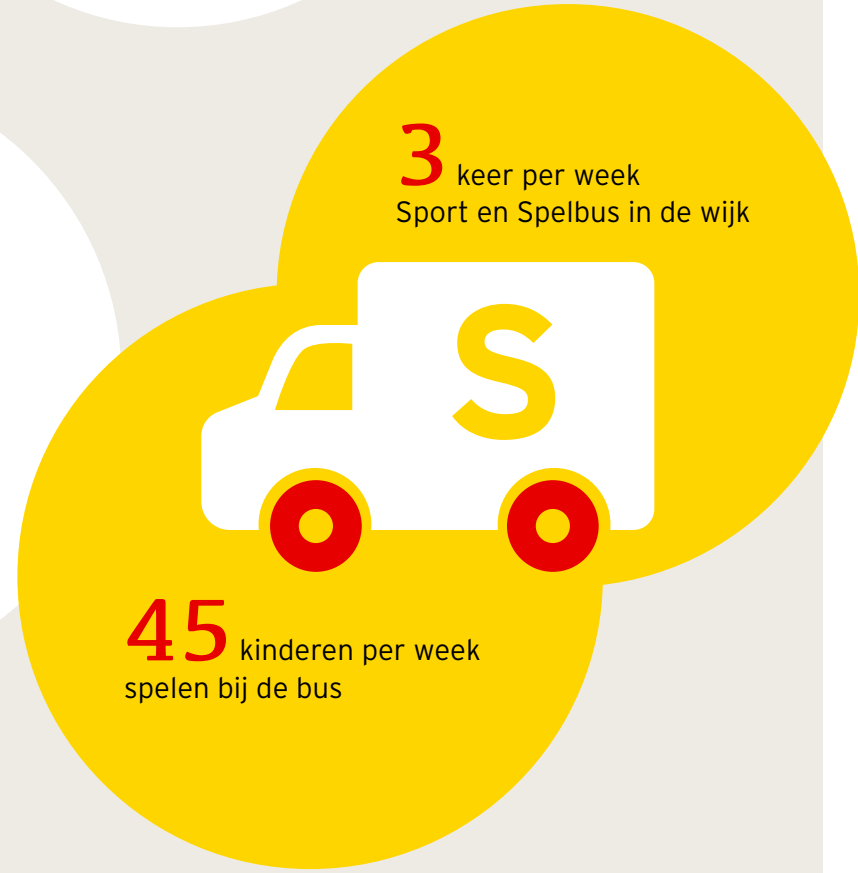 3 keer per week
Sport en Spelbus in de wijk
S
45 kinderen per week
spelen bij de bus